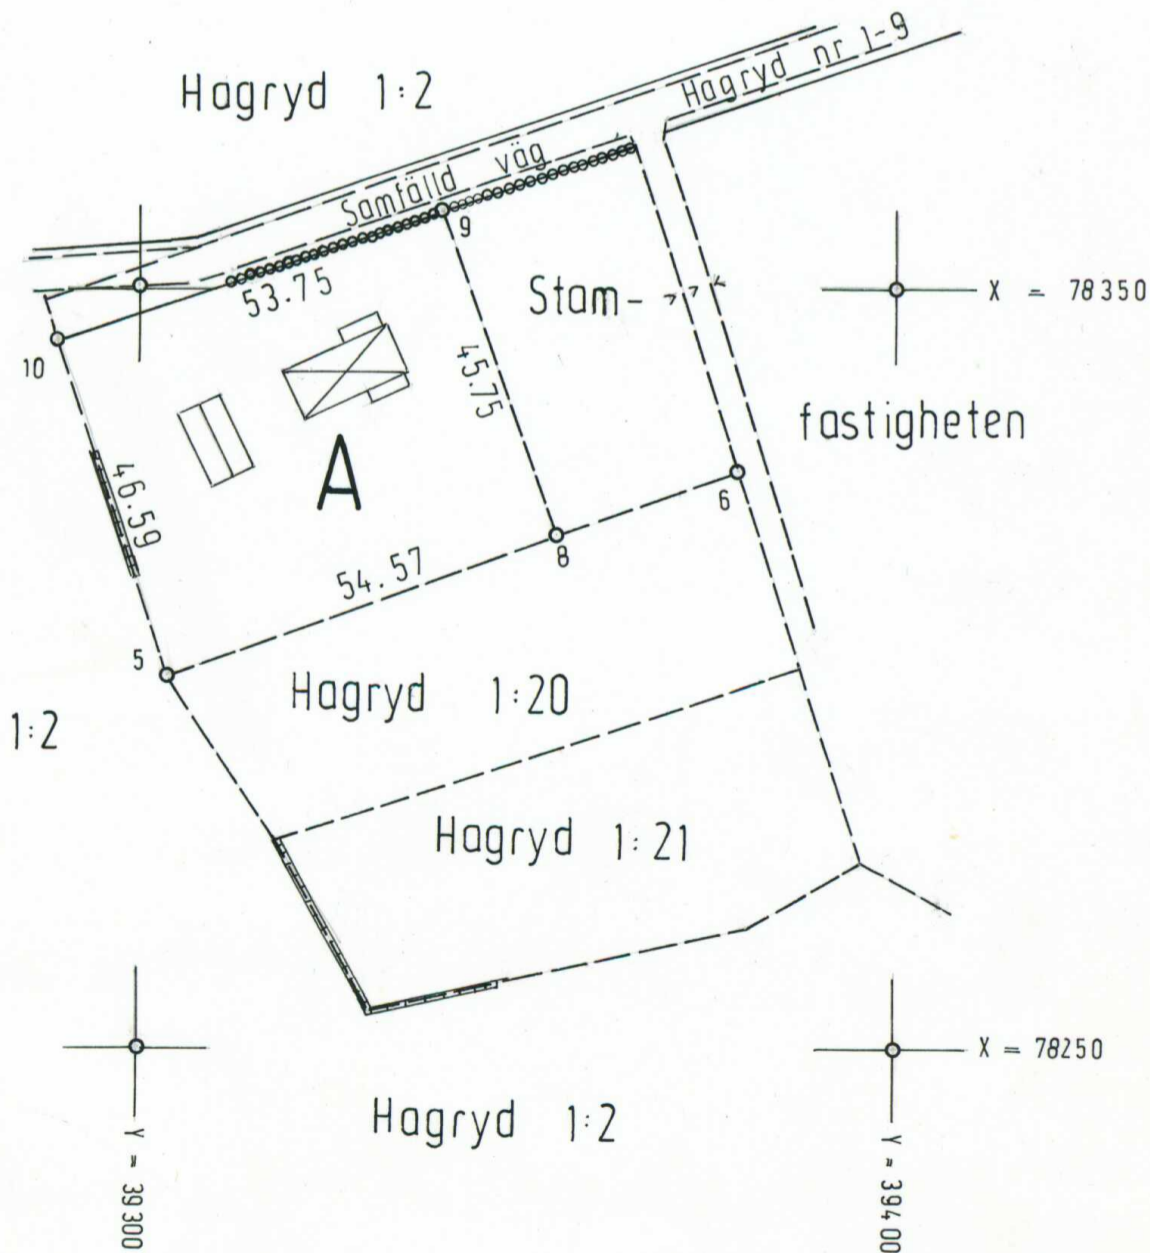 Hagryd 1:2
Hagryd nr 1-9
Samfälld väg
9
53.75
Stam-
X = 78350
10
45.75
fastigheten
A
46.59
6
8
54.57
5
Hagryd 1:20
1:2
Hagryd 1:21
X = 78250
Hagryd 1:2
Y = 39300
Y = 39400